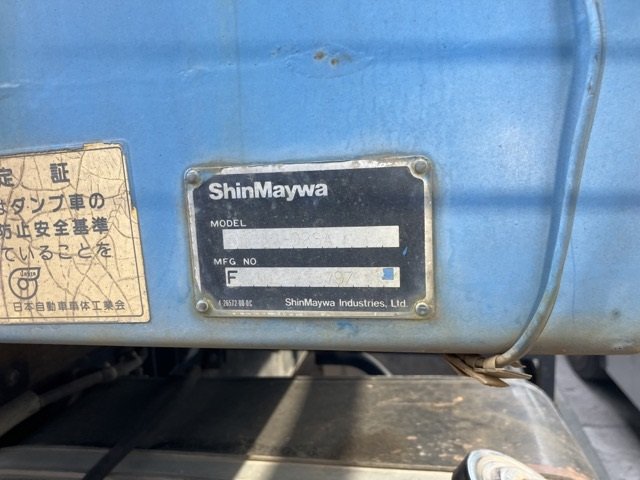 定 証
はダンプ車の
防止安全基準
ていることを
日本自動車車体工業会
ShinMaywa
MODEL
MFG NO
F
ShinMaywa Industries, Ltd.